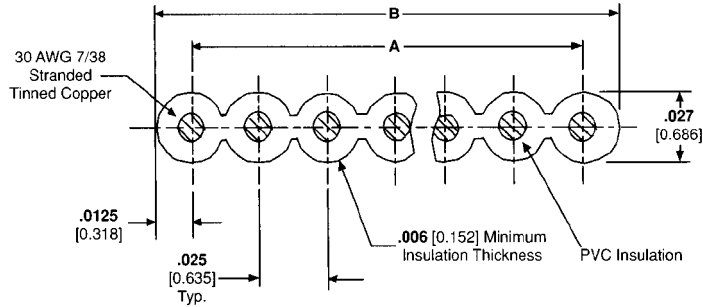 B
A
30 AWG 7/38
Stranded
Tinned Copper
.027
[0.686]
.0125
[0.318]
.025
[0.635]
Typ.
.006 [0.152] Minimum
Insulation Thickness
PVC Insulation